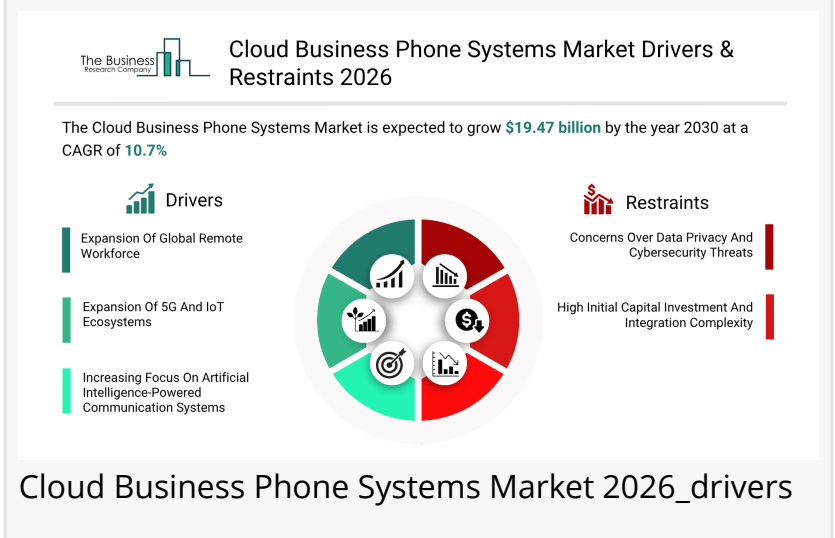 The Business
Research Company
Cloud Business Phone Systems Market Drivers &
Restraints 2026
The Cloud Business Phone Systems Market is expected to grow $19.47 billion by the year 2030 at a
CAGR of 10.7%
Drivers
Expansion Of Global Remote
Workforce
Expansion Of 5G And IoT
Ecosystems
Increasing Focus On Artificial
Intelligence-Powered
Communication Systems
$
$
Restraints
Concerns Over Data Privacy And
Cybersecurity Threats
High Initial Capital Investment And
Integration Complexity
Cloud Business Phone Systems Market 2026_drivers